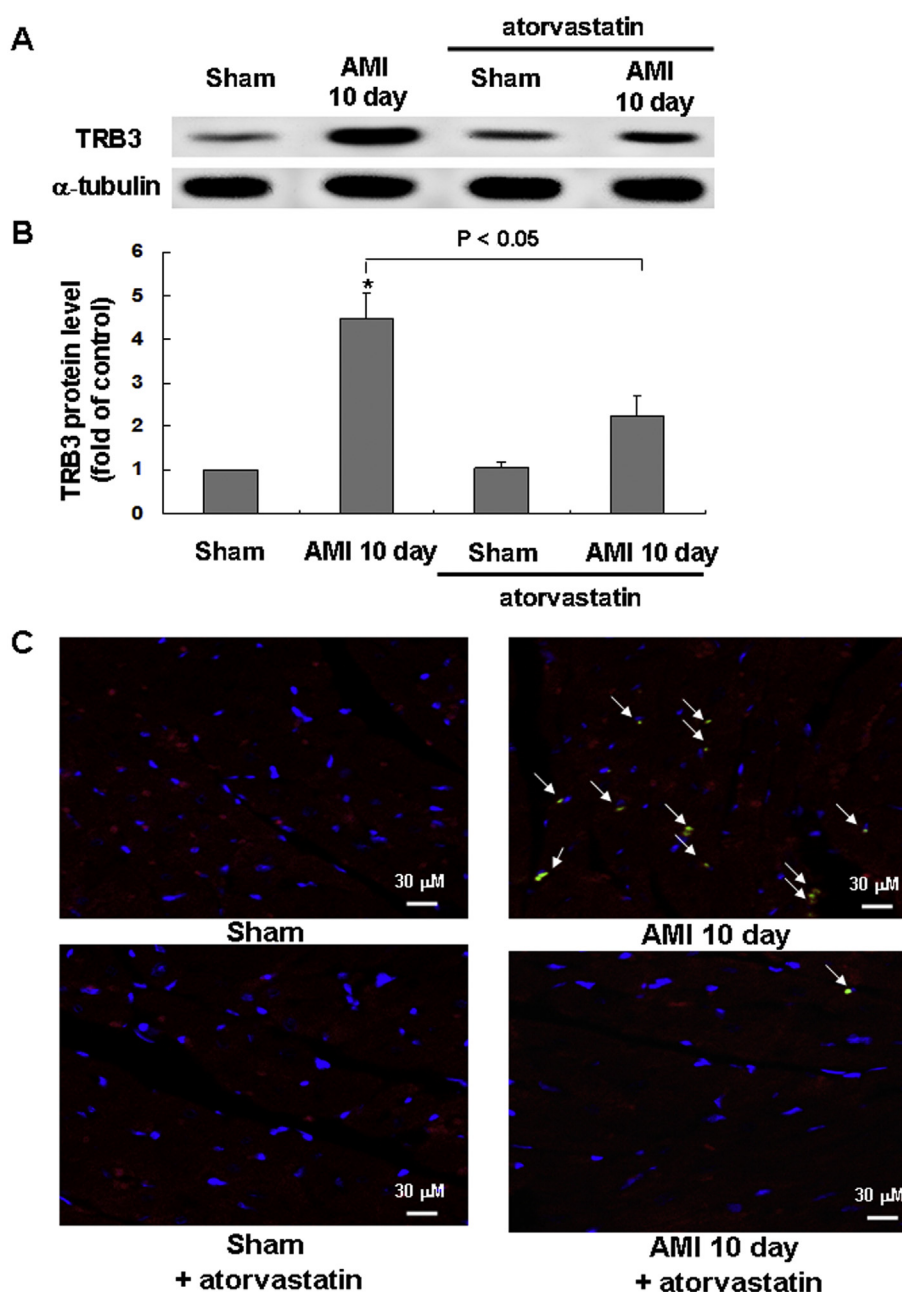 A
atorvastatin
Sham
AMI
10 day
Sham
AMI
10 day
TRB3
α-tubulin
B
P < 0.05
TRB3 protein level
(fold of control)
6
5
4
3
2
1
0
*
Sham
AMI 10 day
Sham
AMI 10 day
atorvastatin
C
30 µM
Sham
30 µM
AMI 10 day
30 µM
Sham
+ atorvastatin
30 µM
AMI 10 day
+ atorvastatin